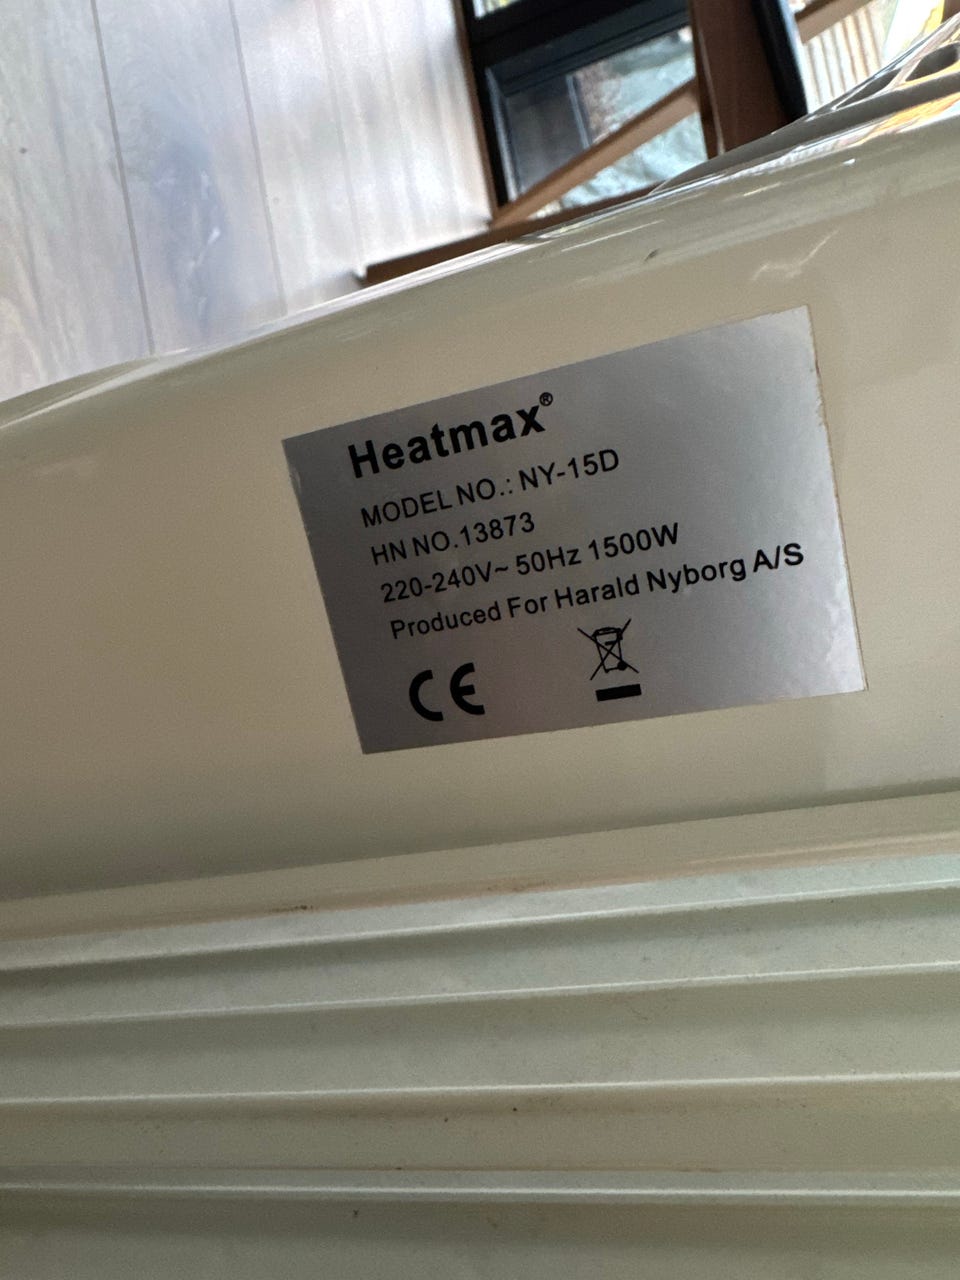 Heatmax®
MODEL NO.: NY-15D
HN NO.13873
220-240V~ 50Hz 1500W
Produced For Harald Nyborg A/S
CE